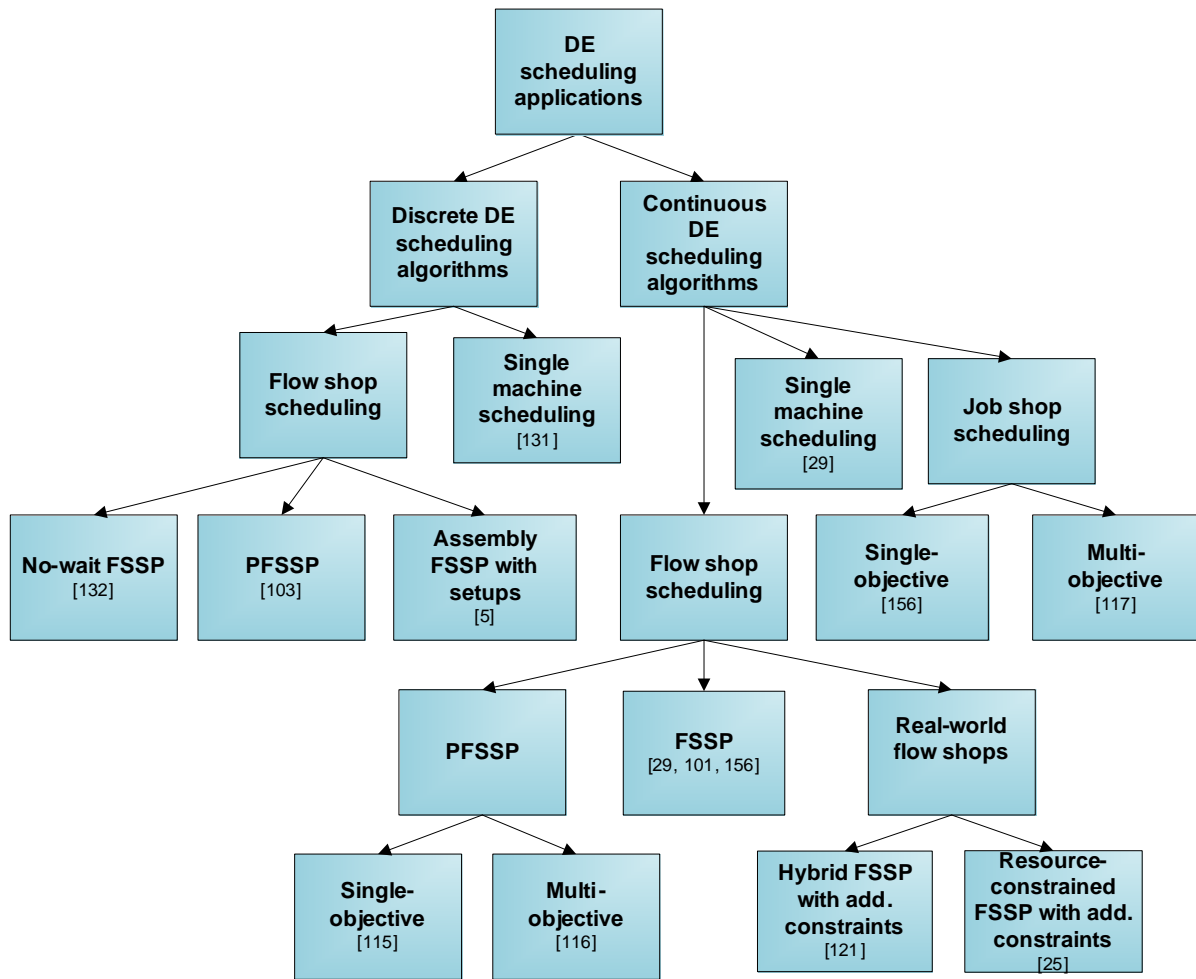 DE
scheduling
applications
Discrete DE
scheduling
algorithms
Continuous
DE
scheduling
algorithms
Flow shop
scheduling
Single
machine
scheduling
[131]
Single
machine
scheduling
[29]
Job shop
scheduling
No-wait FSSP
[132]
PFSSP
[103]
Assembly
FSSP with
setups
[5]
Flow shop
scheduling
Single-
objective
[156]
Multi-
objective
[117]
PFSSP
FSSP
[29, 101, 156]
Real-world
flow shops
Single-
objective
[115]
Multi-
objective
[116]
Hybrid FSSP
with add.
constraints
[121]
Resource-
constrained
FSSP with add.
constraints
[25]